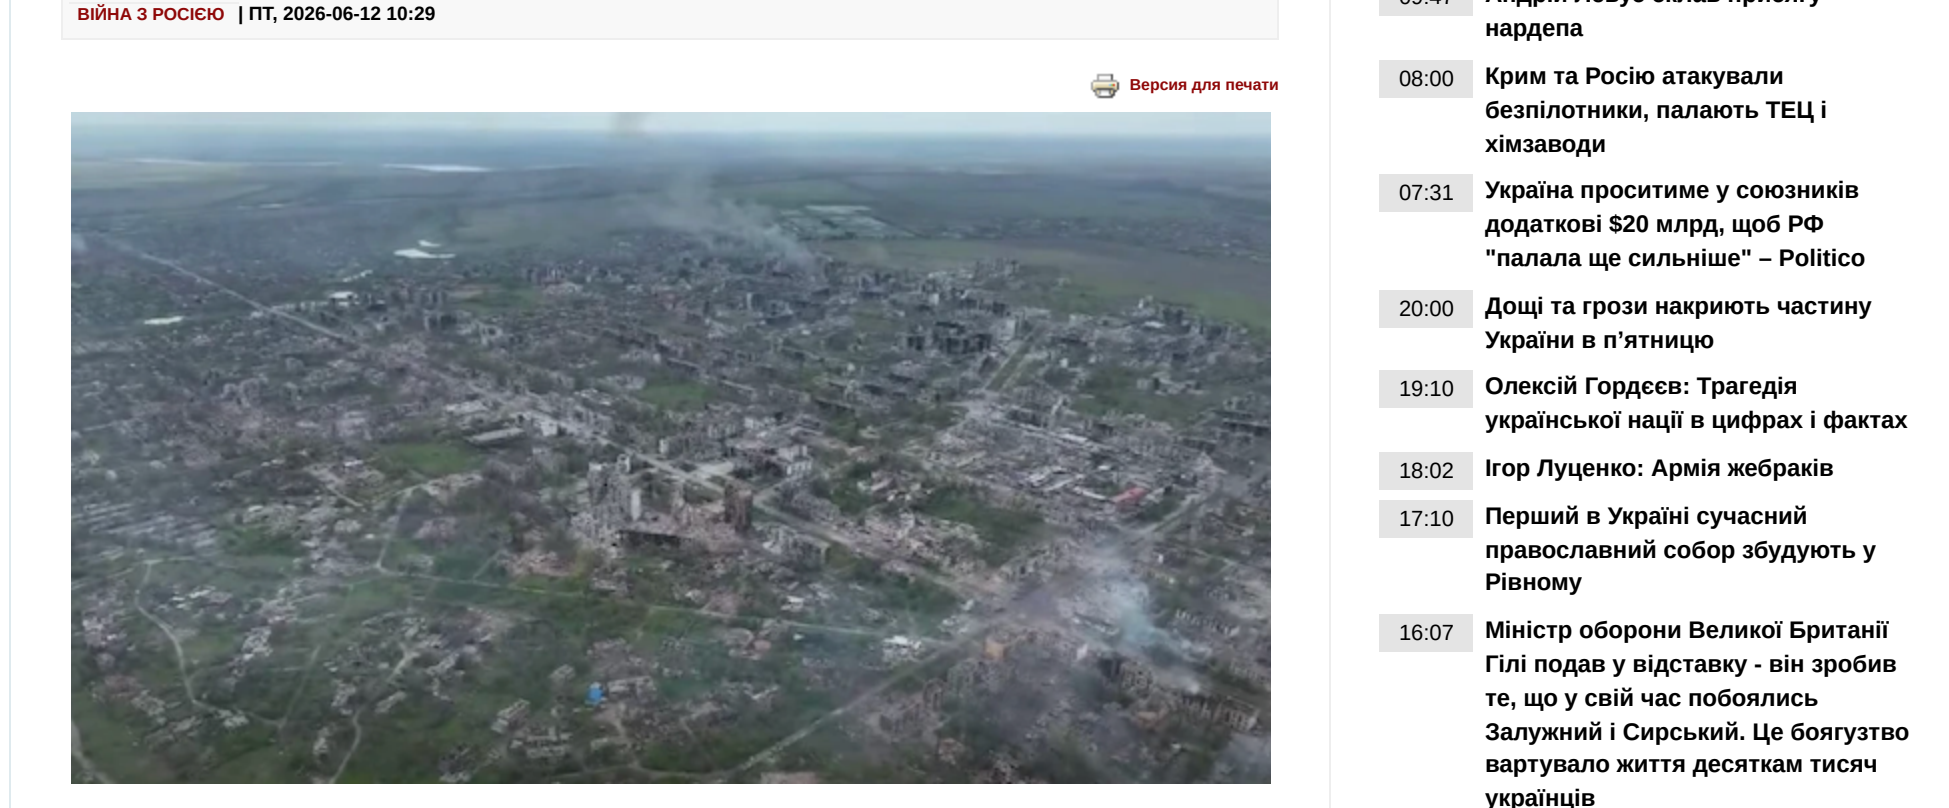 ВІЙНА З РОСІЄЮ | ПТ, 2026-06-12 10:29
Версия для печати
нардепа
08:00 Крим та Росію атакували
безпілотники, палають ТЕЦ і
хімзаводи
07:31 Україна проситиме у союзників
додаткові $20 млрд, щоб РФ
"палала ще сильніше" – Politico
20:00 Дощі та грози накриють частину
України в п’ятницю
19:10 Олексій Гордєєв: Трагедія
української нації в цифрах і фактах
18:02 Ігор Луценко: Армія жебраків
17:10 Перший в Україні сучасний
православний собор збудують у
Рівному
16:07 Міністр оборони Великої Британії
Гілі подав у відставку - він зробив
те, що у свій час побоялись
Залужний і Сирський. Це боягузтво
вартувало життя десяткам тисяч
українців